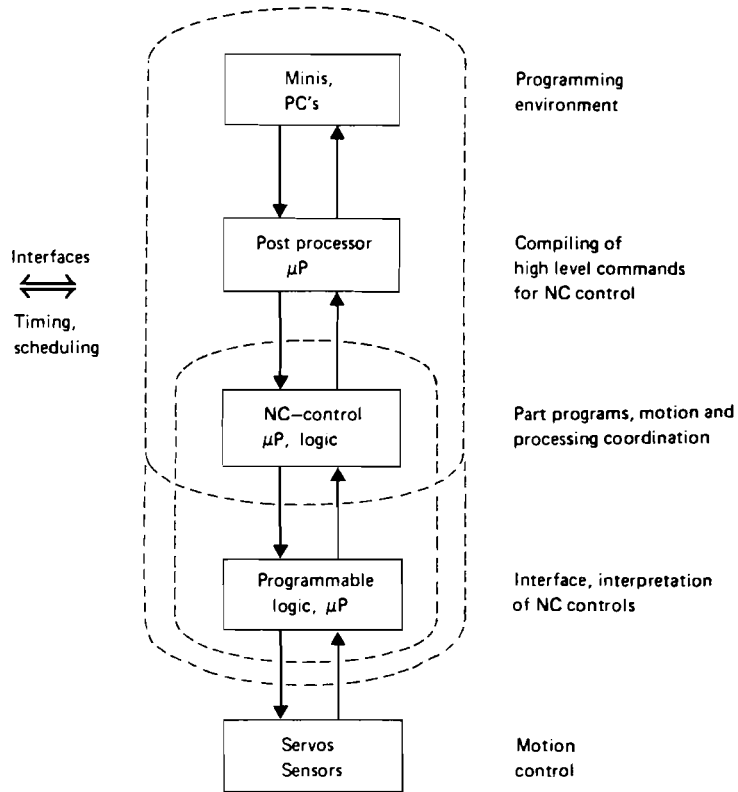 Minis,
PC's
Programming
environment
Post processor
μP
Compiling of
high level commands
for NC control
Interfaces
Timing,
scheduling
NC-control
μP, logic
Part programs, motion and
processing coordination
Programmable
logic, μP
Interface, interpretation
of NC controls
Servos
Sensors
Motion
control